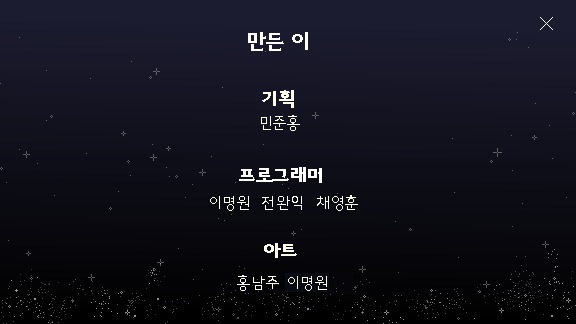 만든 이
기획
민준홍
프로그래머
이명원 전완익 채영훈
아트
홍남주 이명원